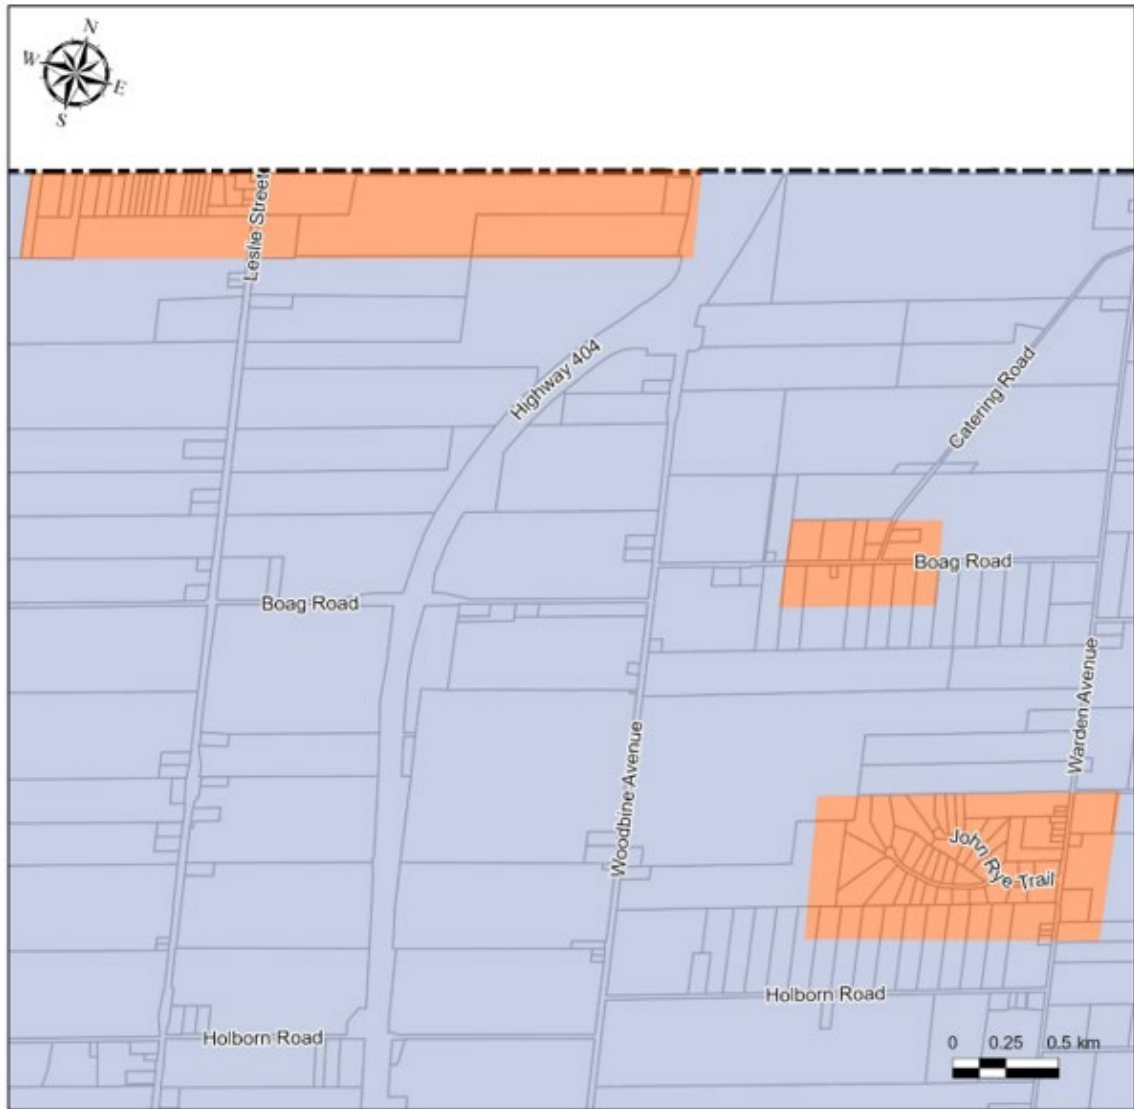 N
W
E
S
Leslie Street
Highway 404
Catering Road
Boag Road
Boag Road
Warden Avenue
Woodbine Avenue
John Rye Trail
Holborn Road
Holborn Road
0 0.25 0.5 km